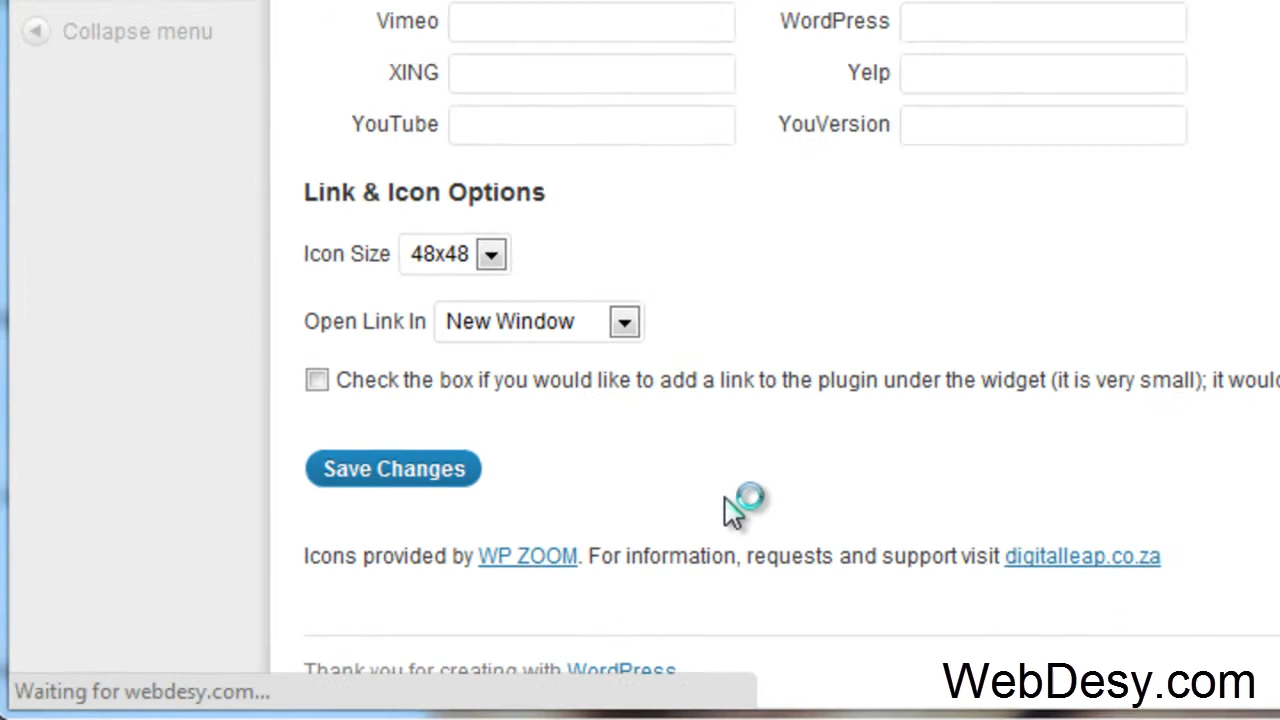 Collapse menu
Vimeo
WordPress
XING
Yelp
YouTube
YouVersion
Link & Icon Options
Icon Size 48x48
Open Link In New Window
Check the box if you would like to add a link to the plugin under the widget (it is very small); it would
Save Changes
Icons provided by WP ZOOM. For information, requests and support visit digitalleap.co.za
Thank you for creating with WordPress.
Waiting for webdesy.com...
WebDesy.com